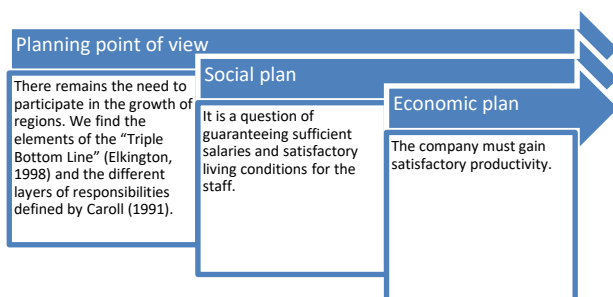 Planning point of view
There remains the need to
participate in the growth of
regions. We find the
elements of the “Triple
Bottom Line” (Elkington,
1998) and the different
layers of responsibilities
defined by Caroll (1991).
Social plan
It is a question of
guaranteeing sufficient
salaries and satisfactory
living conditions for the
staff.
Economic plan
The company must gain
satisfactory productivity.